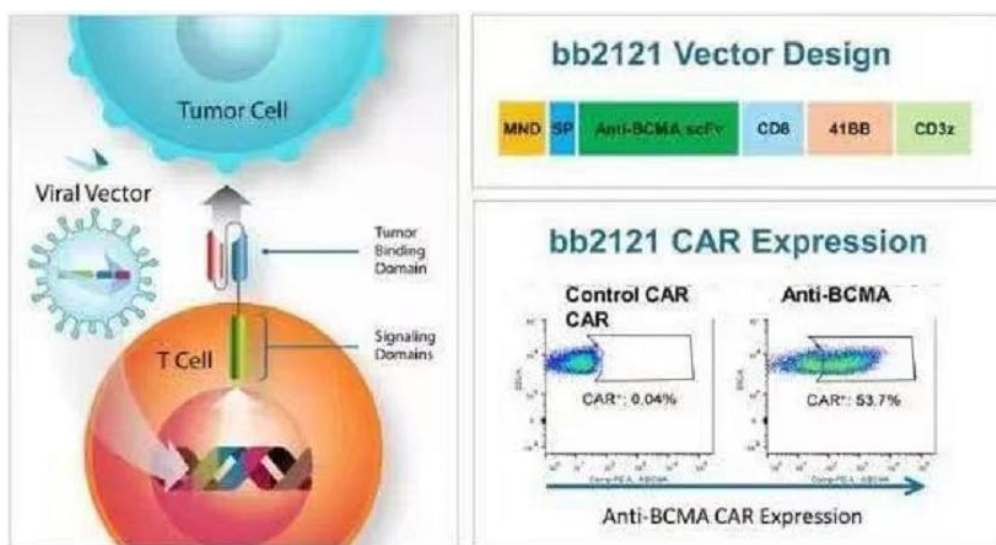 Tumor Cell
Viral Vector
Tumor
Binding
Domain
T Cell
Signaling
Domains
bb2121 Vector Design
MND SP Anti-BCMA scFv CD8 41BB CD3z
bb2121 CAR Expression
Control CAR
CAR
Anti-BCMA
CAR⁺: 0.04%
CAR⁺: 53.7%
Anti-BCMA CAR Expression